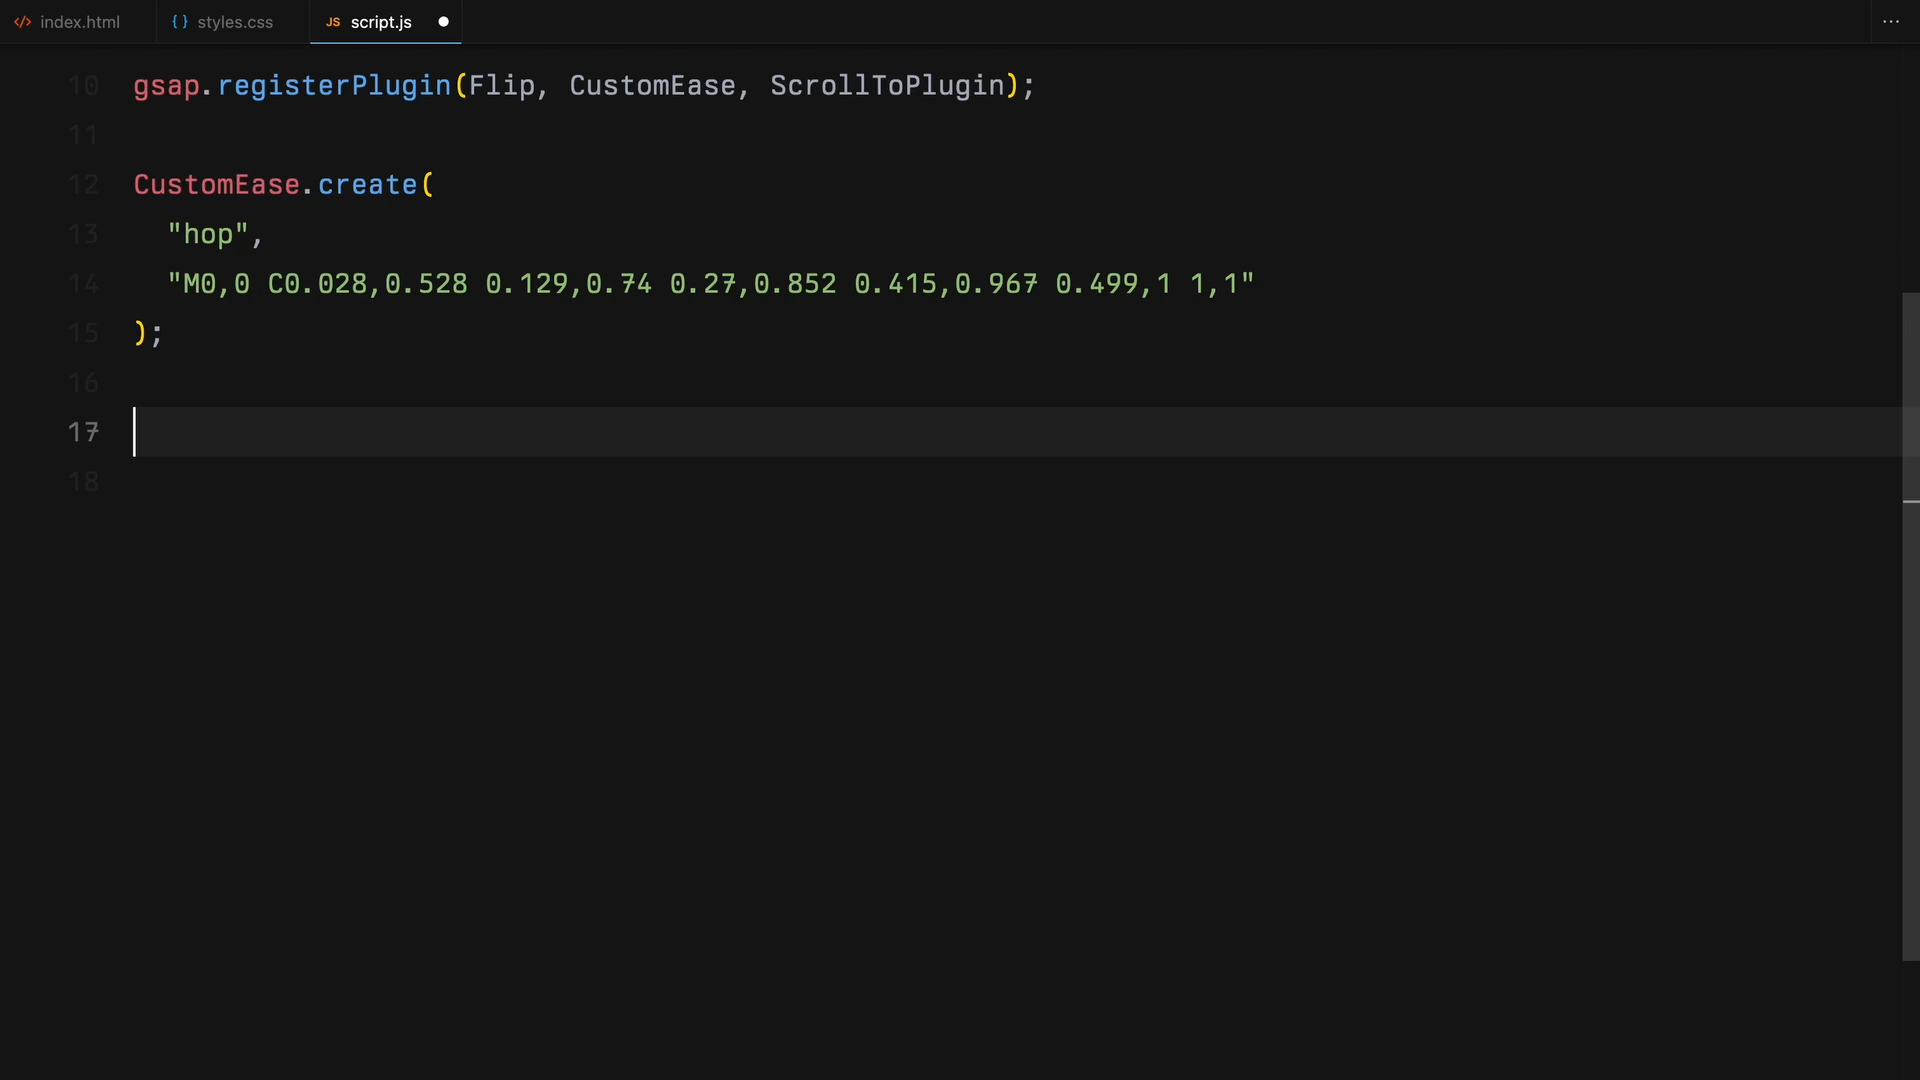 </> index.html {} styles.css JS script.js ● ...
10 gsap.registerPlugin(Flip, CustomEase, ScrollToPlugin);
11
12 CustomEase.create(
13 "hop",
14 "M0,0 C0.028,0.528 0.129,0.74 0.27,0.852 0.415,0.967 0.499,1 1,1"
15 );
16
17
18